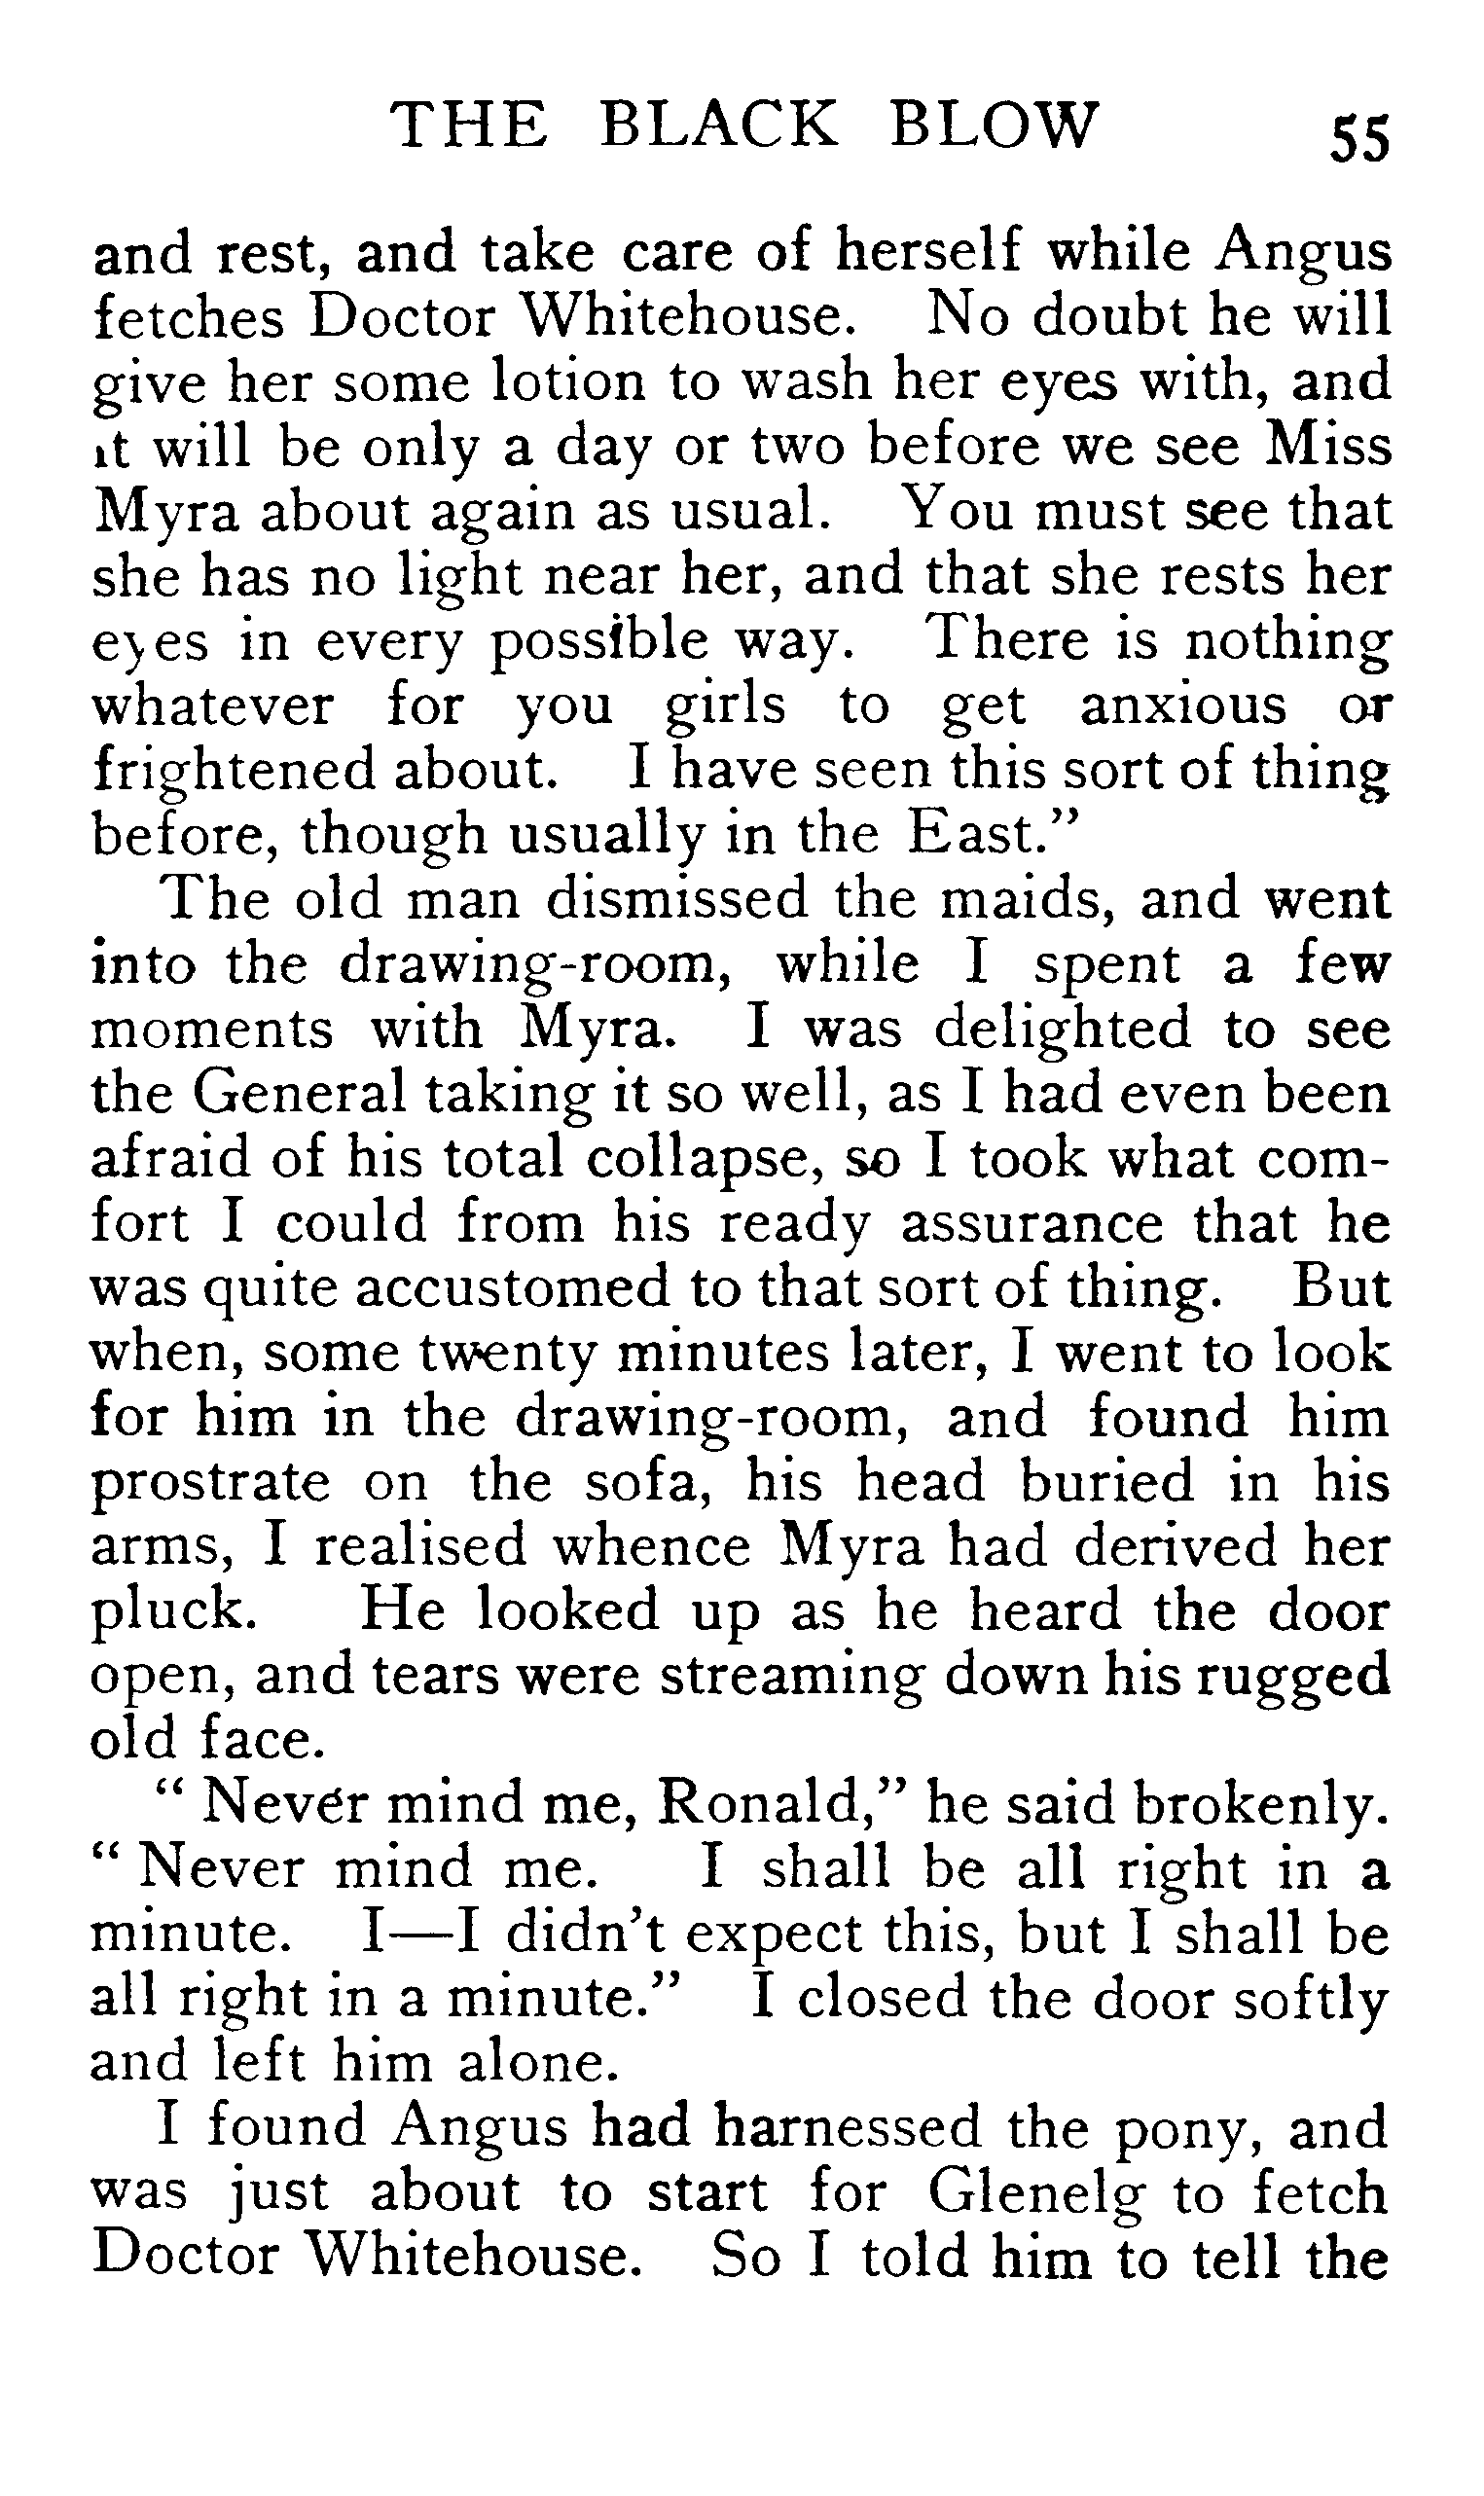 THE BLACK BLOW 55
and rest, and take care of herself while Angus
fetches Doctor Whitehouse. No doubt he will
give her some lotion to wash her eyes with, and
it will be only a day or two before we see Miss
Myra about again as usual. You must see that
she has no light near her, and that she rests her
eyes in every possible way. There is nothing
whatever for you girls to get anxious or
frightened about. I have seen this sort of thing
before, though usually in the East."
The old man dismissed the maids, and went
into the drawing-room, while I spent a few
moments with Myra. I was delighted to see
the General taking it so well, as I had even been
afraid of his total collapse, so I took what com-
fort I could from his ready assurance that he
was quite accustomed to that sort of thing. But
when, some twenty minutes later, I went to look
for him in the drawing-room, and found him
prostrate on the sofa, his head buried in his
arms, I realised whence Myra had derived her
pluck. He looked up as he heard the door
open, and tears were streaming down his rugged
old face.
" Never mind me, Ronald," he said brokenly.
" Never mind me. I shall be all right in a
minute. I—I didn't expect this, but I shall be
all right in a minute." I closed the door softly
and left him alone.
I found Angus had harnessed the pony, and
was just about to start for Glenelg to fetch
Doctor Whitehouse. So I told him to tell the